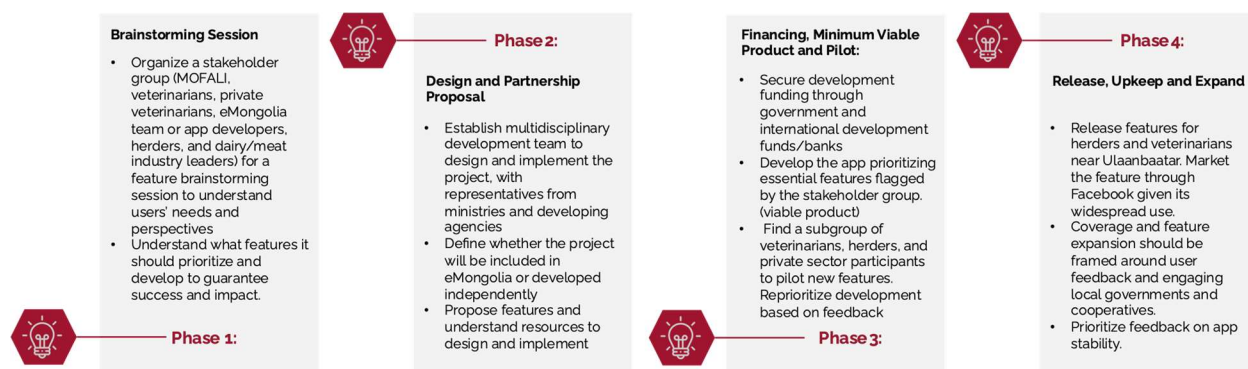 Brainstorming Session
• Organize a stakeholder
group (MOFALI,
veterinarians, private
veterinarians, eMongolia
team or app developers,
herders, and dairy/meat
industry leaders) for a
feature brainstorming
session to understand
users' needs and
perspectives
• Understand what features it
should prioritize and
develop to guarantee
success and impact.
Phase 1:
Phase 2:
Design and Partnership
Proposal
• Establish multidisciplinary
development team to
design and implement the
project, with
representatives from
ministries and developing
agencies
• Define whether the project
will be included in
eMongolia or developed
independently
• Propose features and
understand resources to
design and implement
Financing, Minimum Viable
Product and Pilot:
• Secure development
funding through
government and
international development
funds/banks
• Develop the app prioritizing
essential features flagged
by the stakeholder group.
(viable product)
• Find a subgroup of
veterinarians, herders, and
private sector participants
to pilot new features.
Reprioritize development
based on feedback
Phase 3:
Phase 4:
Release, Upkeep and Expand
• Release features for
herders and veterinarians
near Ulaanbaatar. Market
the feature through
Facebook given its
widespread use.
• Coverage and feature
expansion should be
framed around user
feedback and engaging
local governments and
cooperatives.
• Prioritize feedback on app
stability.